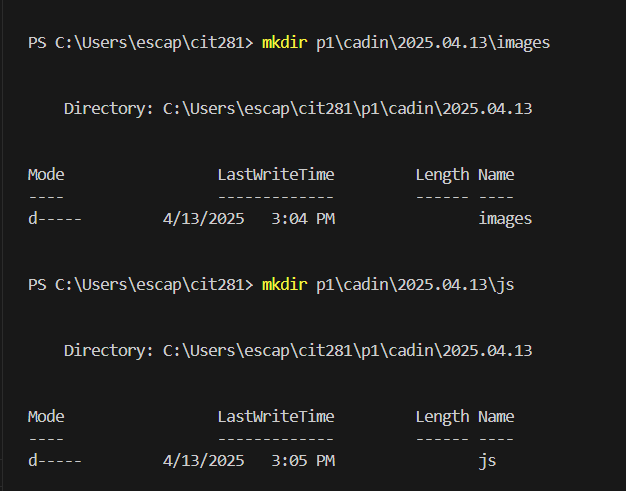 PS C:\Users\escap\cit281> mkdir p1\cadin\2025.04.13\images
Directory: C:\Users\escap\cit281\p1\cadin\2025.04.13
Mode                 LastWriteTime         Length Name
----                 -------------         ------ ----
d-----         4/13/2025   3:04 PM                images
PS C:\Users\escap\cit281> mkdir p1\cadin\2025.04.13\js
Directory: C:\Users\escap\cit281\p1\cadin\2025.04.13
Mode                 LastWriteTime         Length Name
----                 -------------         ------ ----
d-----         4/13/2025   3:05 PM                js